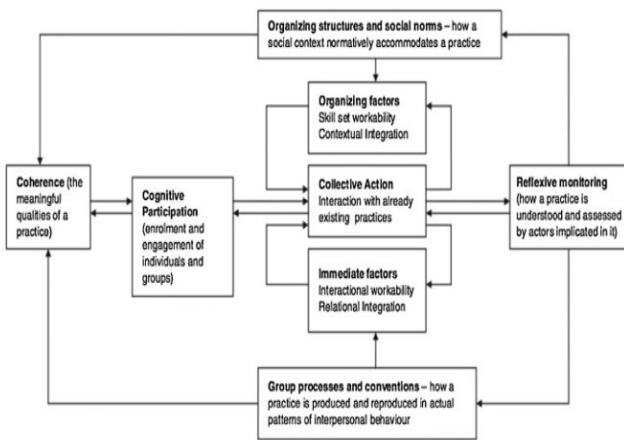 Organizing structures and social norms – how a
social context normatively accommodates a practice
Organizing factors
Skill set workability
Contextual Integration
Coherence (the
meaningful
qualities of a
practice)
Cognitive
Participation
(enrolment and
engagement of
individuals and
groups)
Collective Action
Interaction with already
existing practices
Reflexive monitoring
(how a practice is
understood and assessed
by actors implicated in it)
Immediate factors
Interactional workability
Relational Integration
Group processes and conventions – how a
practice is produced and reproduced in actual
patterns of interpersonal behaviour